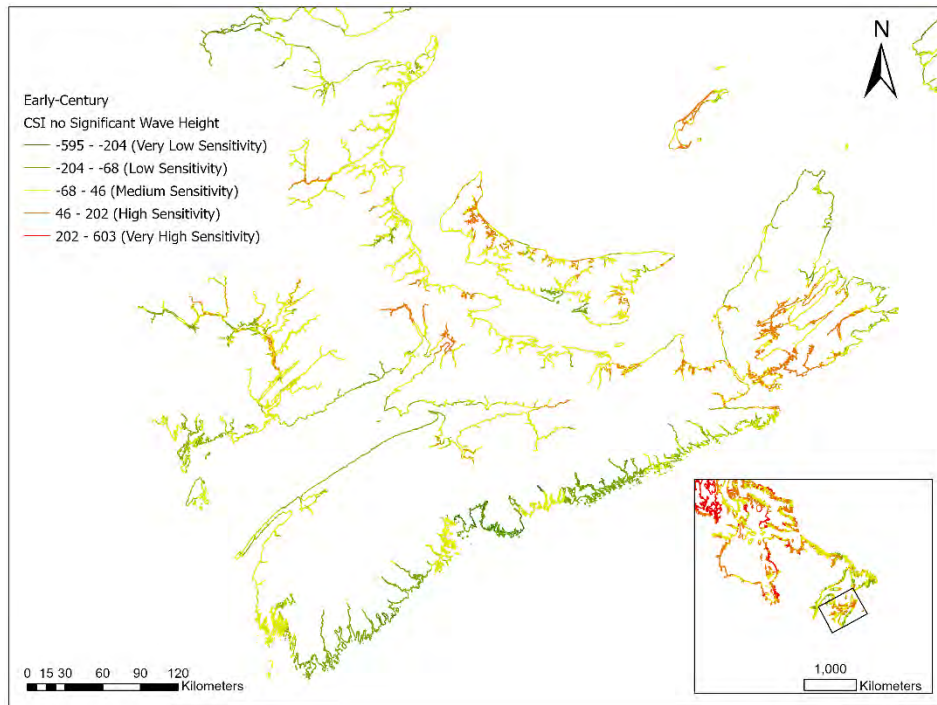 N
Early-Century
CSI no Significant Wave Height
-595 - -204 (Very Low Sensitivity)
-204 - -68 (Low Sensitivity)
-68 - 46 (Medium Sensitivity)
46 - 202 (High Sensitivity)
202 - 603 (Very High Sensitivity)
0 15 30 60 90 120
Kilometers
1,000
Kilometers